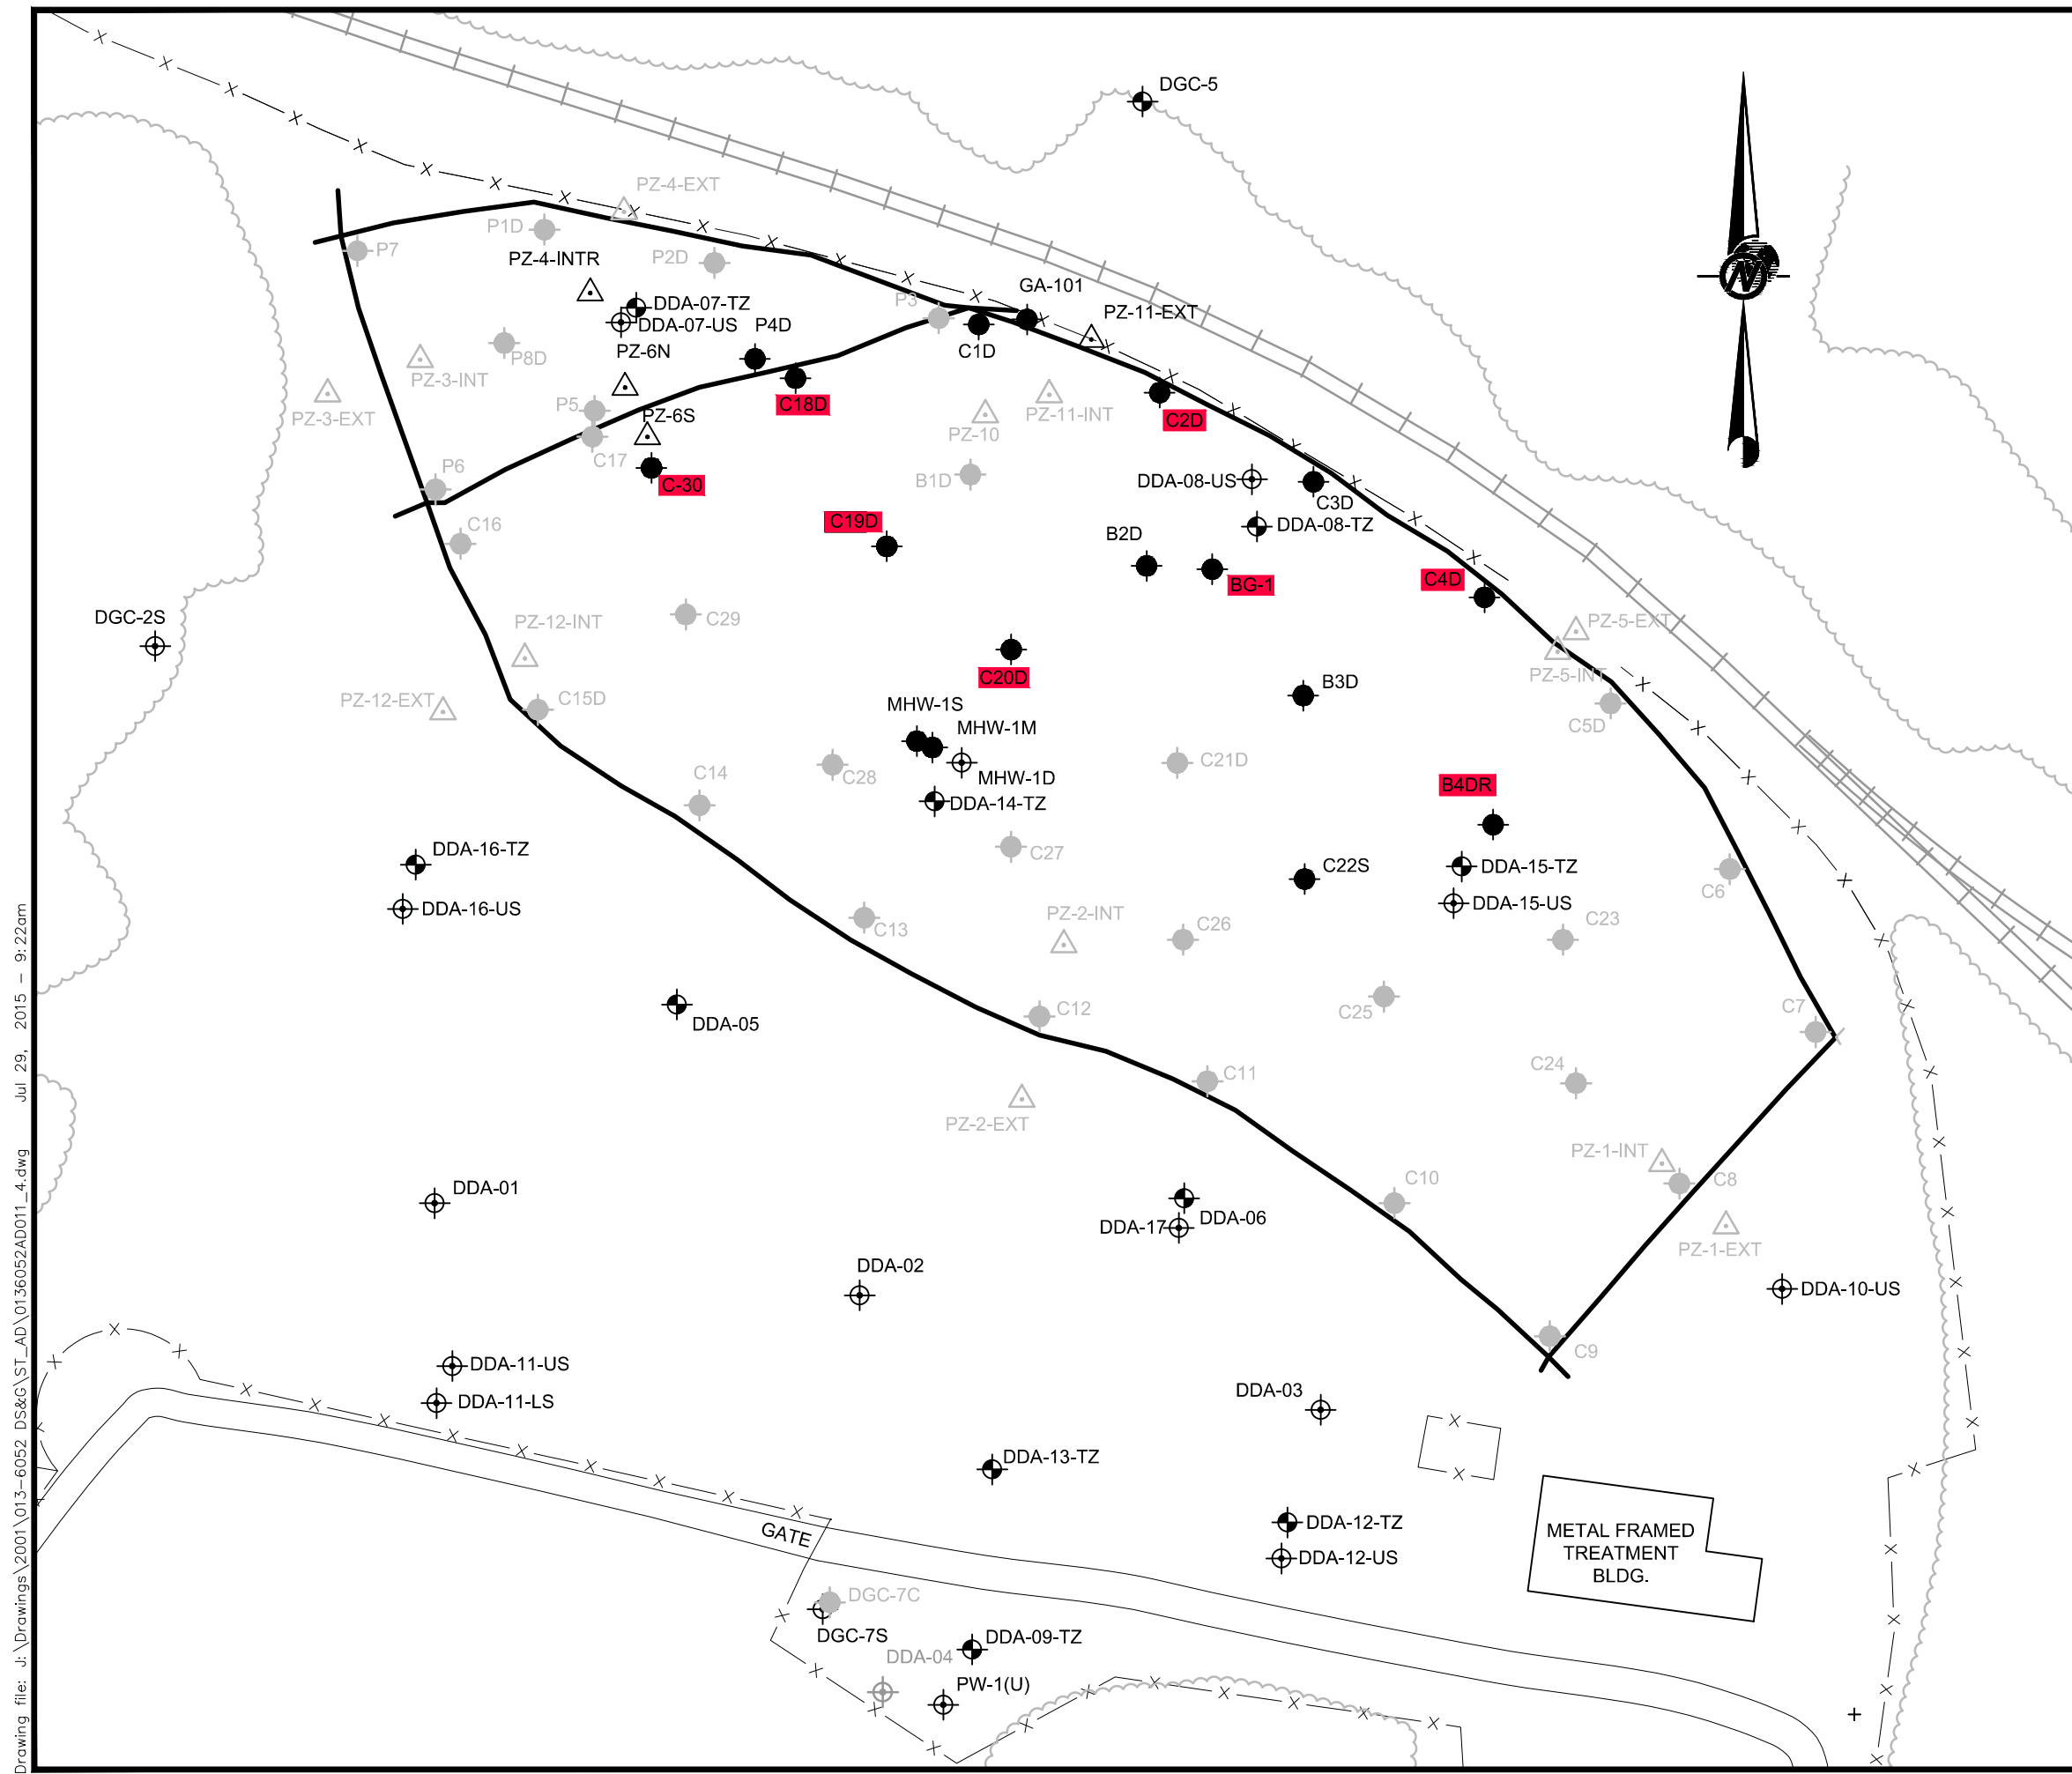 DGC-5
PZ-4-EXT
P1D
P7
PZ-4-INTR
P2D
N
GA-101
DDA-07-TZ
P3
DDA-07-US
P4D
PZ-11-EXT
PZ-6N
C1D
P8D
PZ-3-INT
PZ-3-EXT
P5
C18D
PZ-6S
PZ-11-INT
PZ-10
C2D
C17
P6
C-30
B1D
DDA-08-US
C3D
C16
C19D
DDA-08-TZ
B2D
BG-1
C4D
DGC-2S
C29
PZ-12-INT
PZ-5-EXT
C20D
PZ-5-INT
PZ-12-EXT
C15D
B3D
C5D
MHW-1S
MHW-1M
C21D
MHW-1D
C28
C14
B4DR
DDA-14-TZ
C27
DDA-16-TZ
C22S
DDA-15-TZ
C6
DDA-16-US
DDA-15-US
PZ-2-INT
C26
C23
C13
C12
C25
C7
DDA-05
C24
C11
PZ-2-EXT
PZ-1-INT
C8
DDA-01
C10
DDA-06
DDA-17
PZ-1-EXT
DDA-02
DDA-10-US
C9
DDA-11-US
DDA-03
DDA-11-LS
DDA-13-TZ
GATE
DDA-12-TZ
METAL FRAMED
TREATMENT
BLDG.
DDA-12-US
DGC-7C
DGC-7S
DDA-09-TZ
DDA-04
PW-1(U)
Drawing file: J:\Drawings\2001\013-6052 DS&G\ST_AD\0136052AD011_4.dwg Jul 29, 2015 - 9:22am